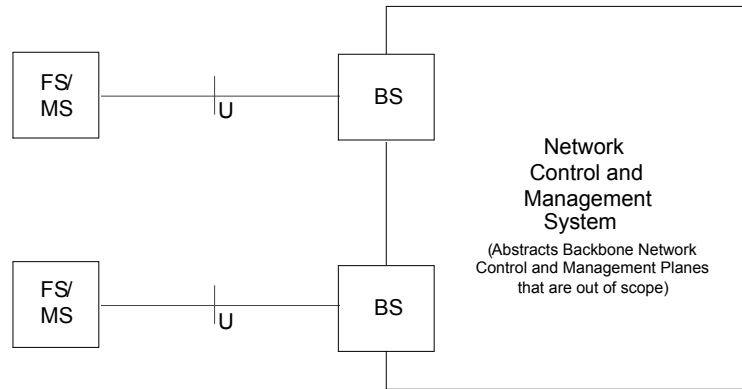 FS/
MS
U
BS
Network
Control and
Management
System
(Abstracts Backbone Network
Control and Management Planes
that are out of scope)
FS/
MS
U
BS